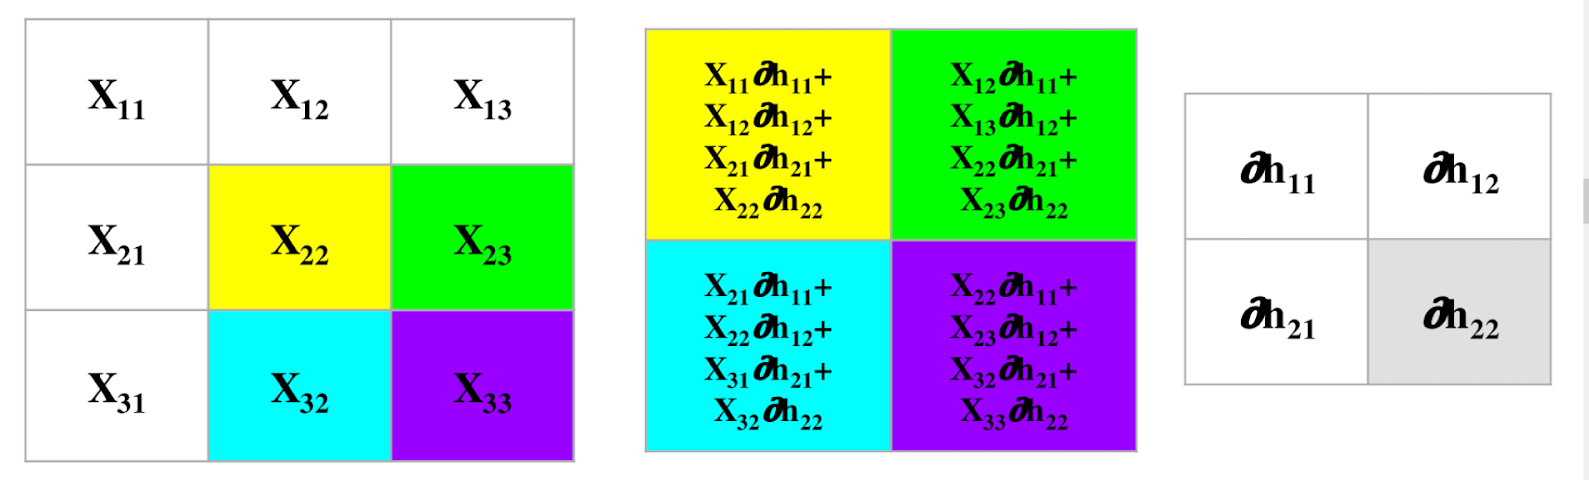 X₁₁ X₁₂ X₁₃
X₂₁ X₂₂ X₂₃
X₃₁ X₃₂ X₃₃
X₁₁∂h₁₁+
X₁₂∂h₁₂+
X₂₁∂h₂₁+
X₂₂∂h₂₂
X₁₂∂h₁₁+
X₁₃∂h₁₂+
X₂₂∂h₂₁+
X₂₃∂h₂₂
X₂₁∂h₁₁+
X₂₂∂h₁₂+
X₃₁∂h₂₁+
X₃₂∂h₂₂
X₂₂∂h₁₁+
X₂₃∂h₁₂+
X₃₂∂h₂₁+
X₃₃∂h₂₂
∂h₁₁ ∂h₁₂
∂h₂₁ ∂h₂₂